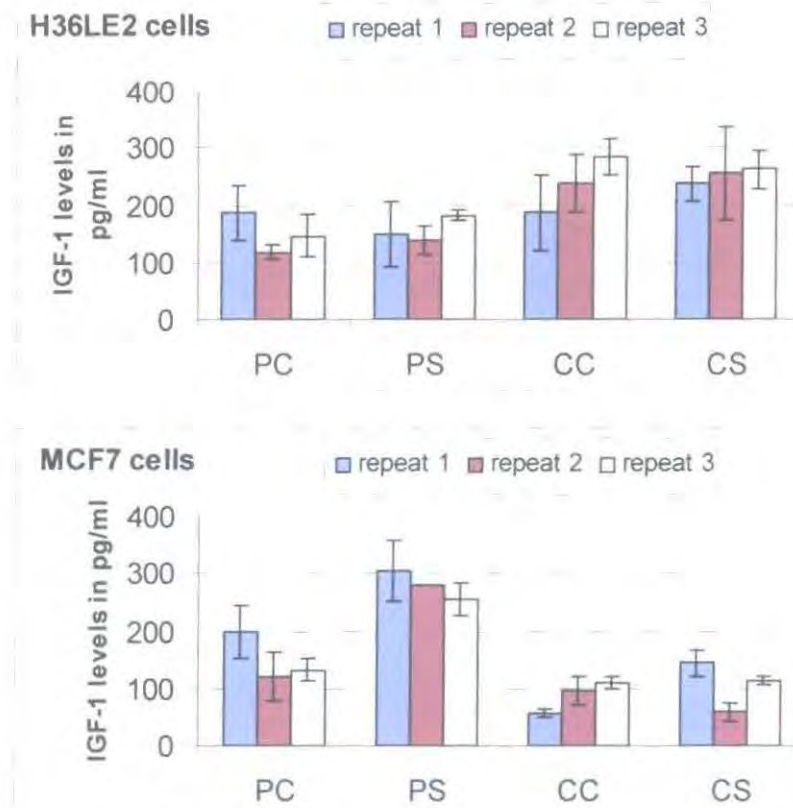 H36LE2 cells
repeat 1 repeat 2 repeat 3
IGF-1 levels in
pg/ml
400
300
200
100
0
PC PS CC CS
MCF7 cells
repeat 1 repeat 2 repeat 3
IGF-1 levels in pg/ml
400
300
200
100
0
PC PS CC CS